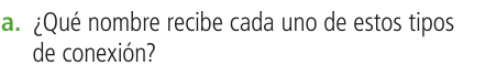 a. ¿Qué nombre recibe cada uno de estos tipos
de conexión?